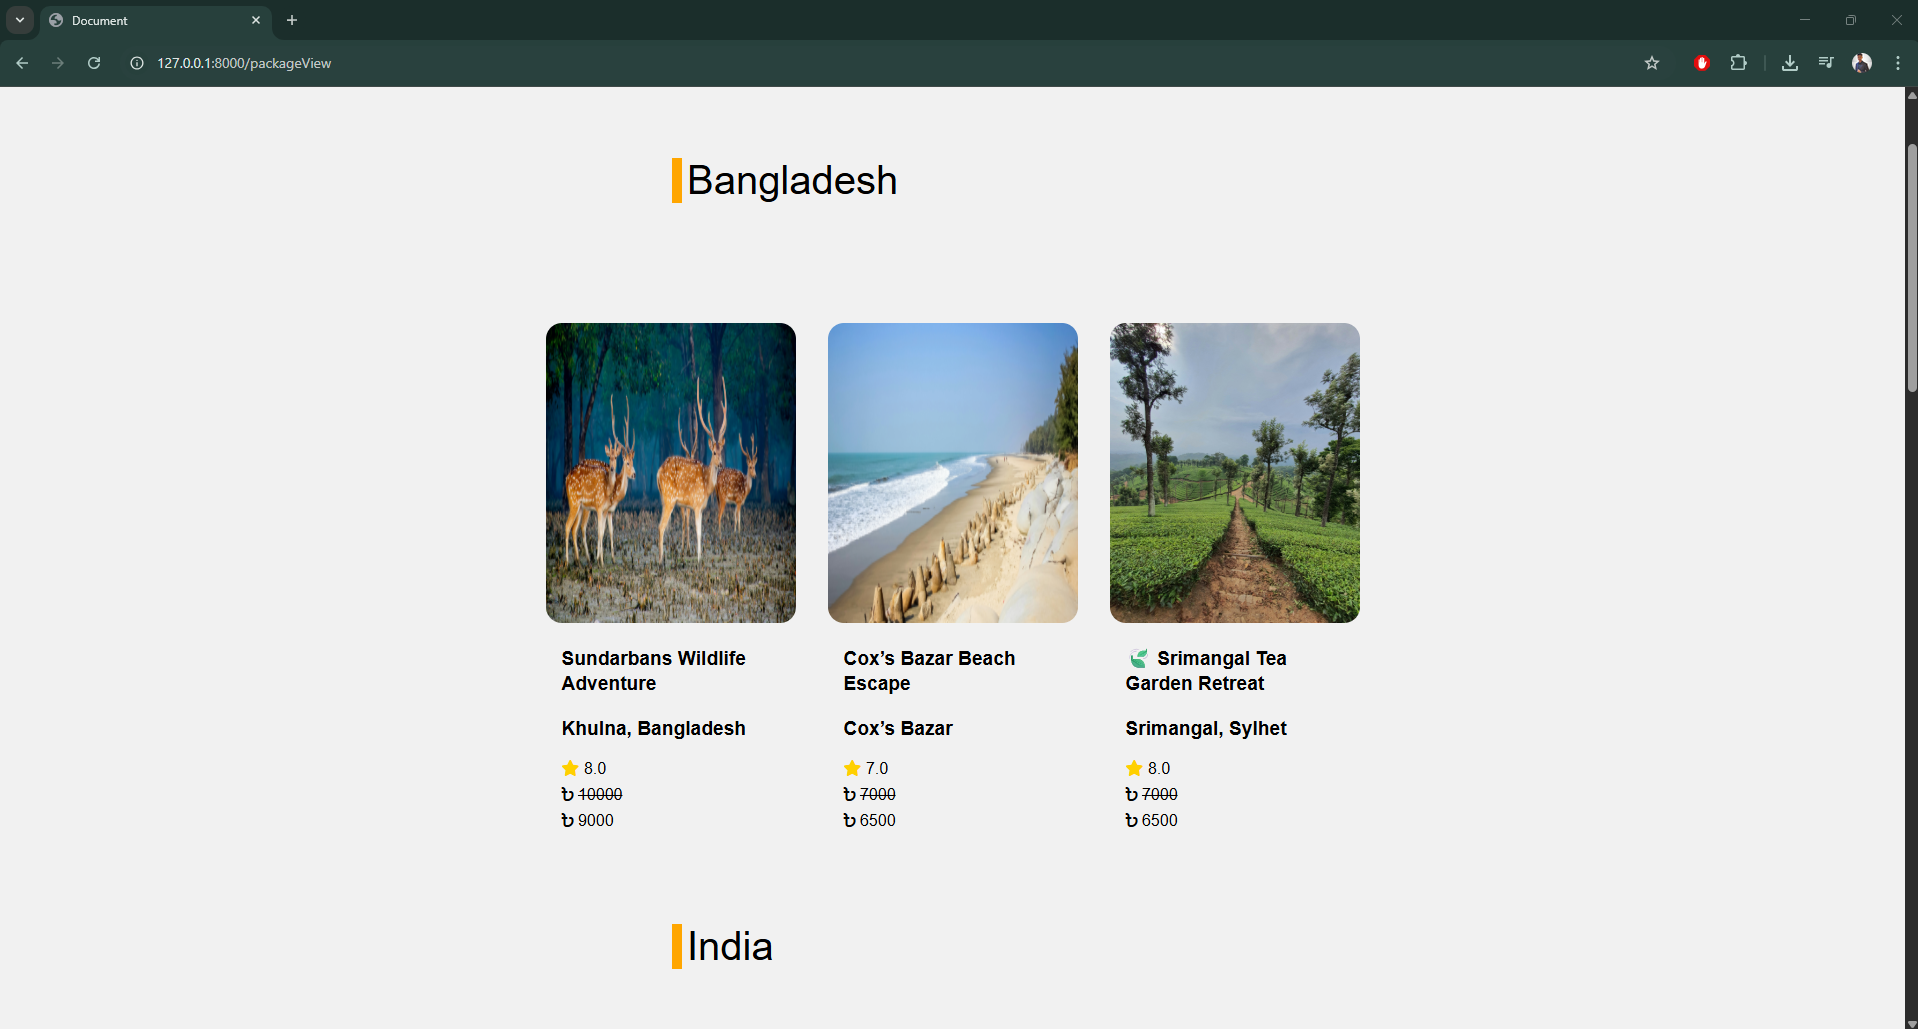 Document
127.0.0.1:8000/packageView
Bangladesh
Sundarbans Wildlife
Adventure
Khulna, Bangladesh
⭐ 8.0
৳ 10000
৳ 9000
Cox’s Bazar Beach
Escape
Cox’s Bazar
⭐ 7.0
৳ 7000
৳ 6500
🍃 Srimangal Tea
Garden Retreat
Srimangal, Sylhet
⭐ 8.0
৳ 7000
৳ 6500
India